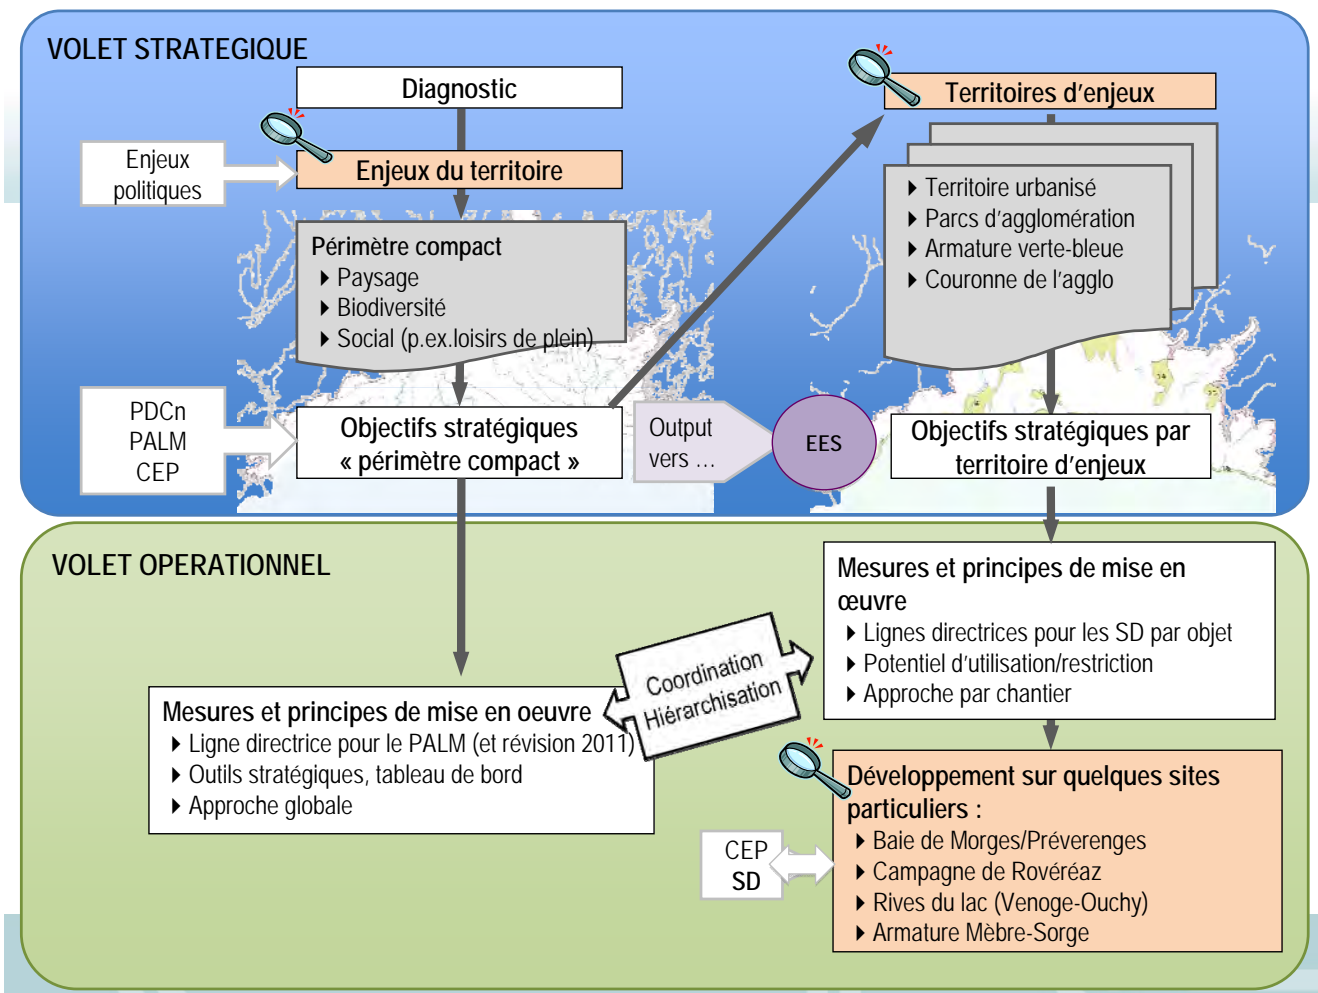 VOLET STRATEGIQUE
Diagnostic
Enjeux
politiques
Enjeux du territoire
Périmètre compact
Paysage
Biodiversité
Social (p.ex.loisirs de plein)
PDCn
PALM
CEP
Objectifs stratégiques
« périmètre compact »
Output
vers ...
EES
Territoires d'enjeux
Territoire urbanisé
Parcs d'agglomération
Armature verte-bleue
Couronne de l'agglo
Objectifs stratégiques par
territoire d'enjeux
VOLET OPERATIONNEL
Mesures et principes de mise en oeuvre
Ligne directrice pour le PALM (et révision 2011)
Outils stratégiques, tableau de bord
Approche globale
Coordination
Hiérarchisation
Mesures et principes de mise en
œuvre
Lignes directrices pour les SD par objet
Potentiel d'utilisation/restriction
Approche par chantier
CEP
SD
Développement sur quelques sites
particuliers :
Baie de Morges/Préverenges
Campagne de Rovéréaz
Rives du lac (Venoge-Ouchy)
Armature Mèbre-Sorge